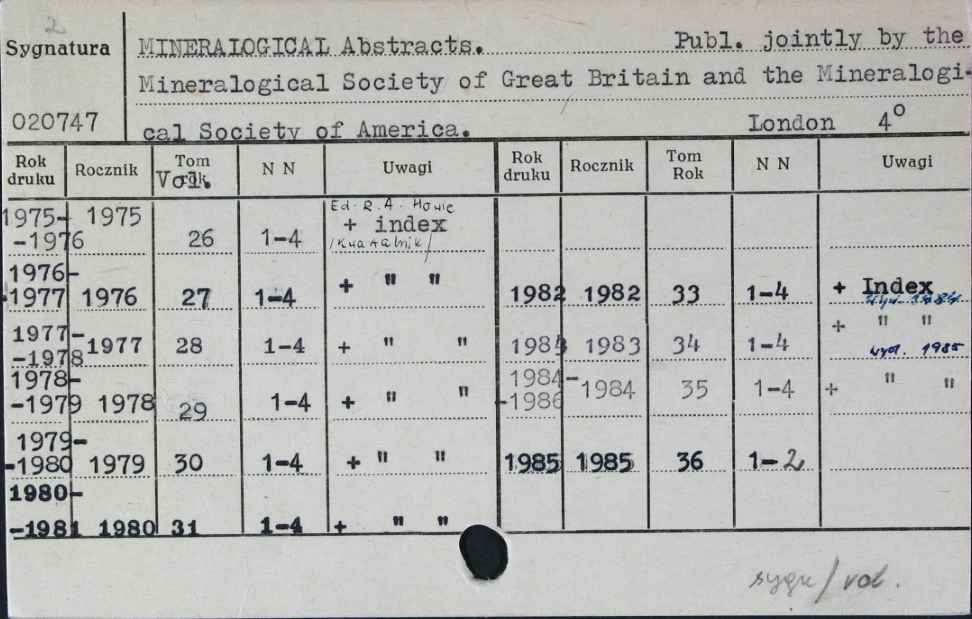 2
Sygnatura MINERALOGICAL Abstracts. Publ. jointly by the
Mineralogical Society of Great Britain and the Mineralogi-
020747 cal Society of America. London 4°
Rok druku Rocznik Tom Vol. N N Uwagi Rok druku Rocznik Tom Rok N N Uwagi
Ed. R. A. Howie
1975- 1975 + index
-1976 26 1-4 /Kwartalnik/
1976-
-1977 1976 27 1-4 + " " 1982 1982 33 1-4 + Index
wyd. 1984
1977- + " "
-1978 1977 28 1-4 + " " 1983 1983 34 1-4 wyd. 1985
1978- 1984-
-1979 1978 29 1-4 + " " -1986 1984 35 1-4 + " "
1979-
-1980 1979 30 1-4 + " " 1985 1985 36 1-2
1980-
-1981 1980 31 1-4 + " "
sygn/vol.